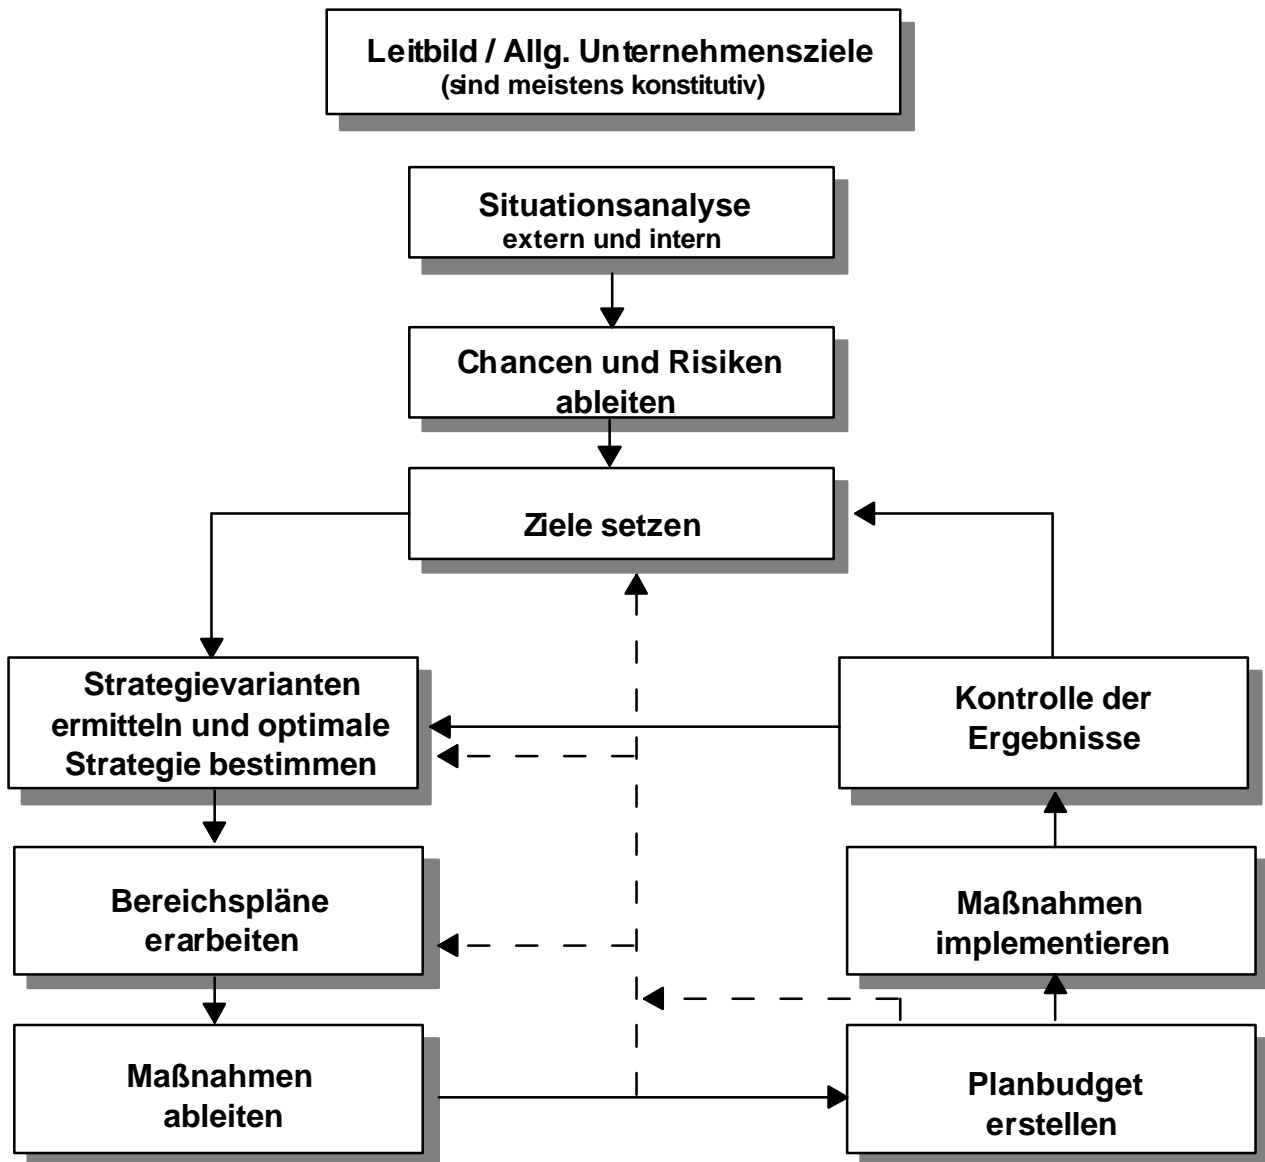 Leitbild / Allg. Unternehmensziele
(sind meistens konstitutiv)
Situationsanalyse
extern und intern
Chancen und Risiken
ableiten
Ziele setzen
Strategievarianten
ermitteln und optimale
Strategie bestimmen
Kontrolle der
Ergebnisse
Bereichspläne
erarbeiten
Maßnahmen
implementieren
Maßnahmen
ableiten
Planbudget
erstellen